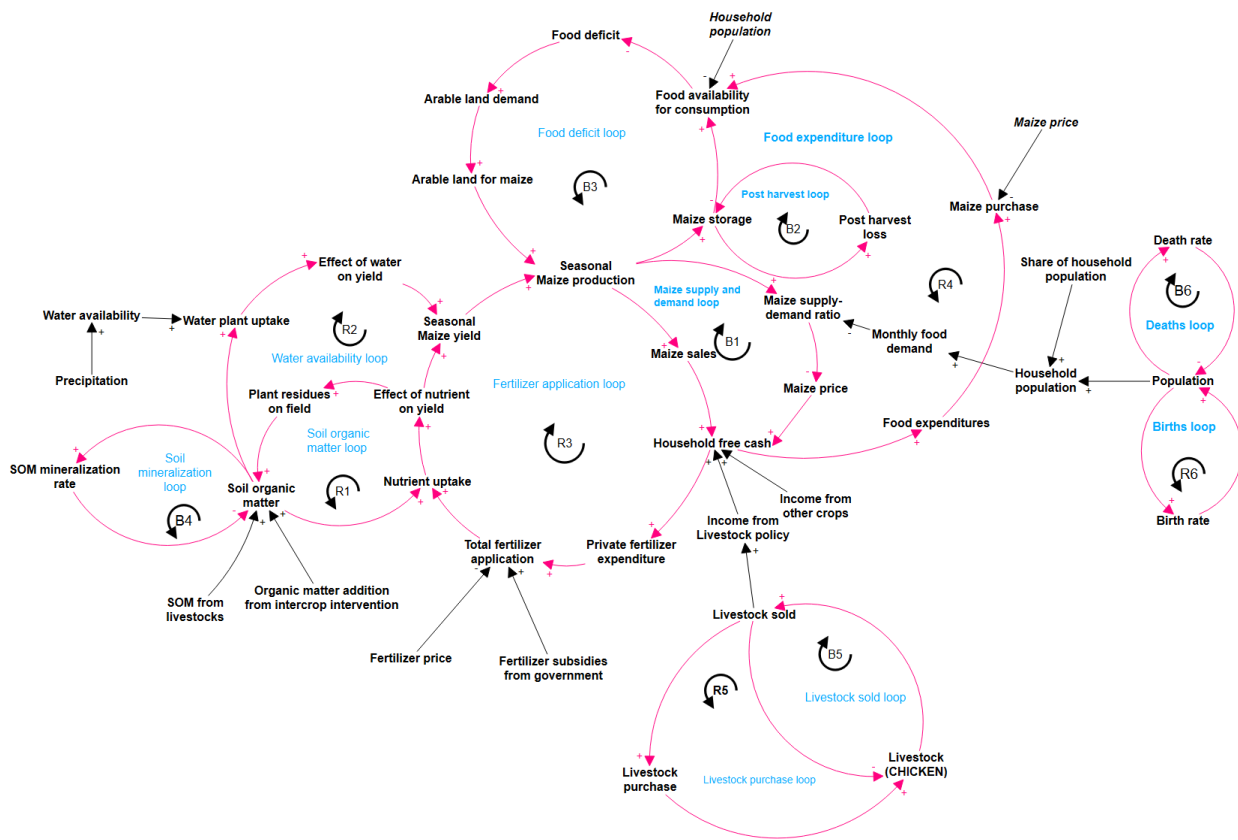 Household
population
Food deficit
Arable land demand
Food availability
for consumption
Food deficit loop
Food expenditure loop
Maize price
B3
Arable land for maize
Post harvest loop
Maize storage
B2
Post harvest
loss
Maize purchase
Death rate
Effect of water
on yield
Seasonal
Maize production
Share of household
population
Maize supply and
demand loop
Maize supply-
demand ratio
R4
B6
Deaths loop
Water availability
Water plant uptake
R2
Seasonal
Maize yield
B1
Monthly food
demand
Maize sales
Water availability loop
Precipitation
Maize price
Household
population
Population
Fertilizer application loop
Plant residues
on field
Effect of nutrient
on yield
Food expenditures
Births loop
Soil organic
matter loop
R3
Household free cash
Soil
mineralization
loop
SOM mineralization
rate
R6
Soil organic
matter
R1
Nutrient uptake
Income from
other crops
B4
Income from
Livestock policy
Birth rate
Total fertilizer
application
Private fertilizer
expenditure
SOM from
livestocks
Organic matter addition
from intercrop intervention
Livestock sold
Fertilizer price
Fertilizer subsidies
from government
B5
R5
Livestock sold loop
Livestock
purchase
Livestock purchase loop
Livestock
(CHICKEN)